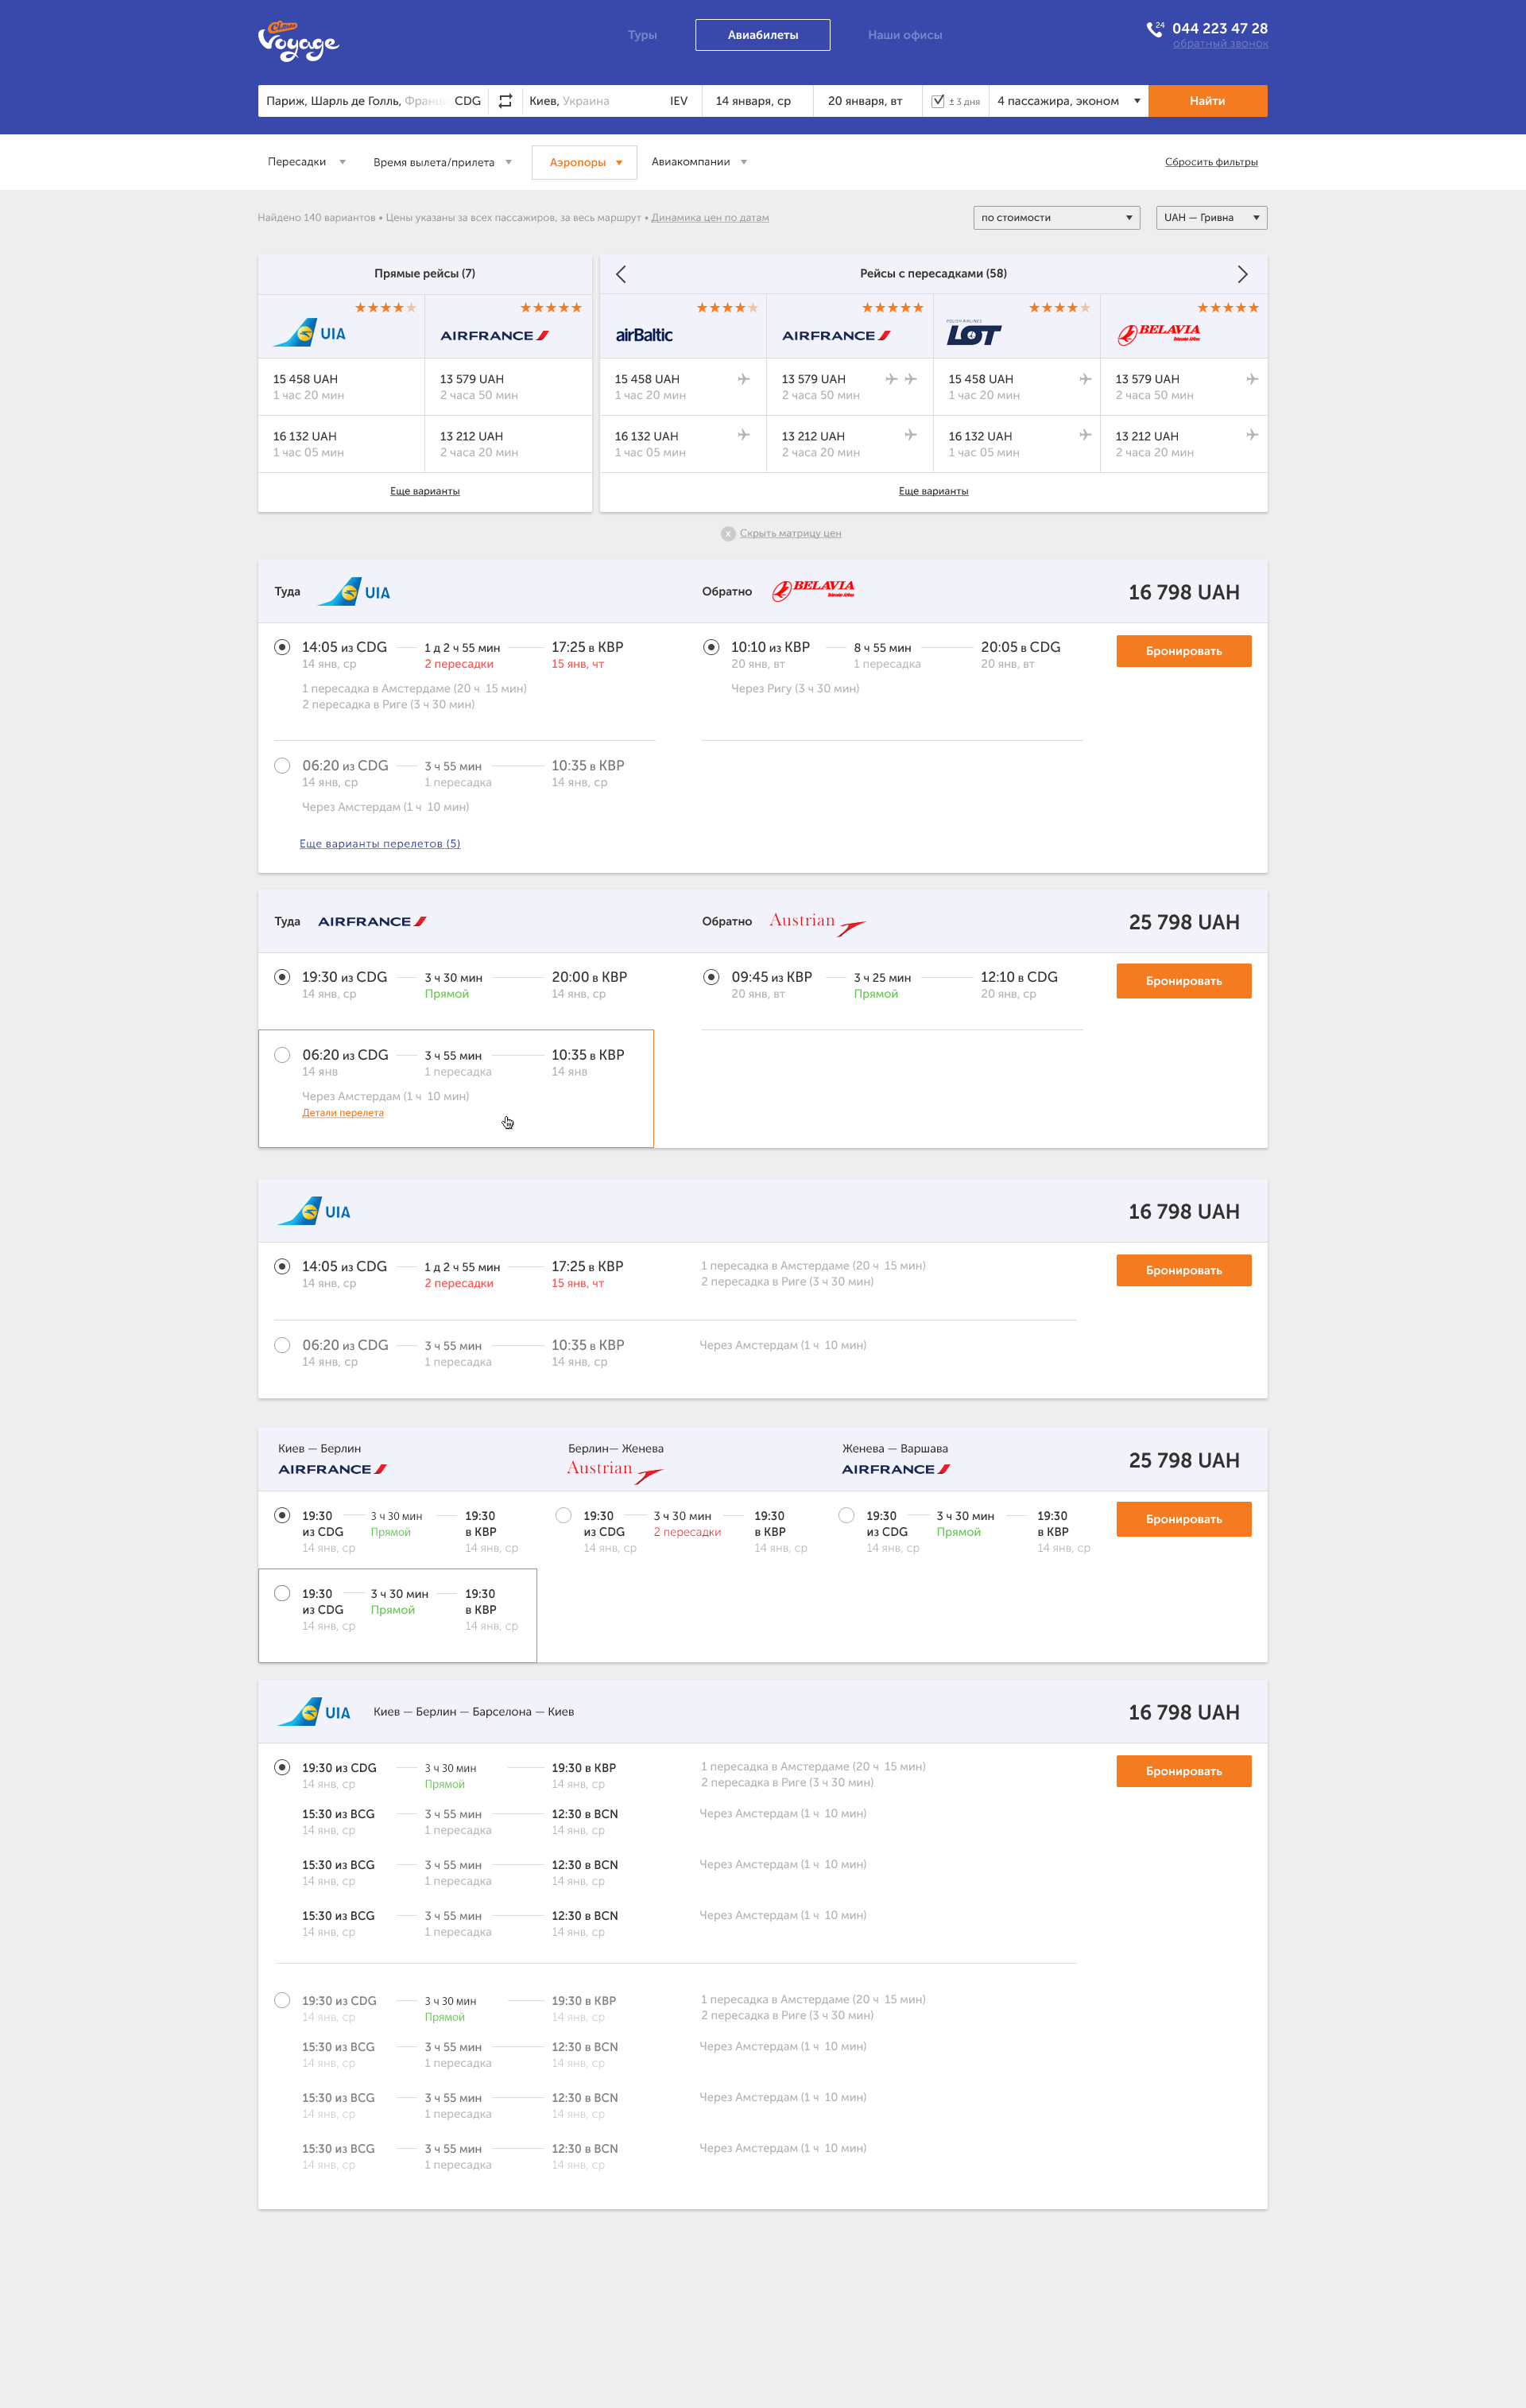 Clever Voyage
Туры
Авиабилеты
Наши офисы
24 044 223 47 28
обратный звонок
Париж, Шарль де Голль, Франци CDG
Киев, Украина IEV
14 января, ср
20 января, вт
± 3 дня
4 пассажира, эконом
Найти
Пересадки
Время вылета/прилета
Аэропоры
Авиакомпании
Сбросить фильтры
Найдено 140 вариантов • Цены указаны за всех пассажиров, за весь маршрут • Динамика цен по датам
по стоимости
UAH — Гривна
Прямые рейсы (7)
UIA
AIRFRANCE
15 458 UAH
1 час 20 мин
13 579 UAH
2 часа 50 мин
16 132 UAH
1 час 05 мин
13 212 UAH
2 часа 20 мин
Еще варианты
Рейсы с пересадками (58)
airBaltic
AIRFRANCE
POLISH AIRLINES
LOT
BELAVIA
Belarusian Airlines
15 458 UAH
1 час 20 мин
13 579 UAH
2 часа 50 мин
15 458 UAH
1 час 20 мин
13 579 UAH
2 часа 50 мин
16 132 UAH
1 час 05 мин
13 212 UAH
2 часа 20 мин
16 132 UAH
1 час 05 мин
13 212 UAH
2 часа 20 мин
Еще варианты
x Скрыть матрицу цен
Туда UIA
Обратно BELAVIA
Belarusian Airlines
16 798 UAH
14:05 из CDG 1 д 2 ч 55 мин 17:25 в KBP
14 янв, ср 2 пересадки 15 янв, чт
1 пересадка в Амстердаме (20 ч 15 мин)
2 пересадка в Риге (3 ч 30 мин)
10:10 из KBP 8 ч 55 мин 20:05 в CDG
20 янв, вт 1 пересадка 20 янв, вт
Через Ригу (3 ч 30 мин)
Бронировать
06:20 из CDG 3 ч 55 мин 10:35 в KBP
14 янв, ср 1 пересадка 14 янв, ср
Через Амстердам (1 ч 10 мин)
Еще варианты перелетов (5)
Туда AIRFRANCE
Обратно Austrian
25 798 UAH
19:30 из CDG 3 ч 30 мин 20:00 в KBP
14 янв, ср Прямой 14 янв, ср
09:45 из KBP 3 ч 25 мин 12:10 в CDG
20 янв, вт Прямой 20 янв, ср
Бронировать
06:20 из CDG 3 ч 55 мин 10:35 в KBP
14 янв 1 пересадка 14 янв
Через Амстердам (1 ч 10 мин)
Детали перелета
UIA
16 798 UAH
14:05 из CDG 1 д 2 ч 55 мин 17:25 в KBP
14 янв, ср 2 пересадки 15 янв, чт
1 пересадка в Амстердаме (20 ч 15 мин)
2 пересадка в Риге (3 ч 30 мин)
Бронировать
06:20 из CDG 3 ч 55 мин 10:35 в KBP
14 янв, ср 1 пересадка 14 янв, ср
Через Амстердам (1 ч 10 мин)
Киев — Берлин
AIRFRANCE
Берлин— Женева
Austrian
Женева — Варшава
AIRFRANCE
25 798 UAH
19:30 3 ч 30 мин 19:30
из CDG Прямой в KBP
14 янв, ср 14 янв, ср
19:30 3 ч 30 мин 19:30
из CDG 2 пересадки в KBP
14 янв, ср 14 янв, ср
19:30 3 ч 30 мин 19:30
из CDG Прямой в KBP
14 янв, ср 14 янв, ср
Бронировать
19:30 3 ч 30 мин 19:30
из CDG Прямой в KBP
14 янв, ср 14 янв, ср
UIA
Киев — Берлин — Барселона — Киев
16 798 UAH
19:30 из CDG 3 ч 30 мин 19:30 в KBP
14 янв, ср Прямой 14 янв, ср
1 пересадка в Амстердаме (20 ч 15 мин)
2 пересадка в Риге (3 ч 30 мин)
Бронировать
15:30 из BCG 3 ч 55 мин 12:30 в BCN
14 янв, ср 1 пересадка 14 янв, ср
Через Амстердам (1 ч 10 мин)
15:30 из BCG 3 ч 55 мин 12:30 в BCN
14 янв, ср 1 пересадка 14 янв, ср
Через Амстердам (1 ч 10 мин)
15:30 из BCG 3 ч 55 мин 12:30 в BCN
14 янв, ср 1 пересадка 14 янв, ср
Через Амстердам (1 ч 10 мин)
19:30 из CDG 3 ч 30 мин 19:30 в KBP
14 янв, ср Прямой 14 янв, ср
1 пересадка в Амстердаме (20 ч 15 мин)
2 пересадка в Риге (3 ч 30 мин)
15:30 из BCG 3 ч 55 мин 12:30 в BCN
14 янв, ср 1 пересадка 14 янв, ср
Через Амстердам (1 ч 10 мин)
15:30 из BCG 3 ч 55 мин 12:30 в BCN
14 янв, ср 1 пересадка 14 янв, ср
Через Амстердам (1 ч 10 мин)
15:30 из BCG 3 ч 55 мин 12:30 в BCN
14 янв, ср 1 пересадка 14 янв, ср
Через Амстердам (1 ч 10 мин)